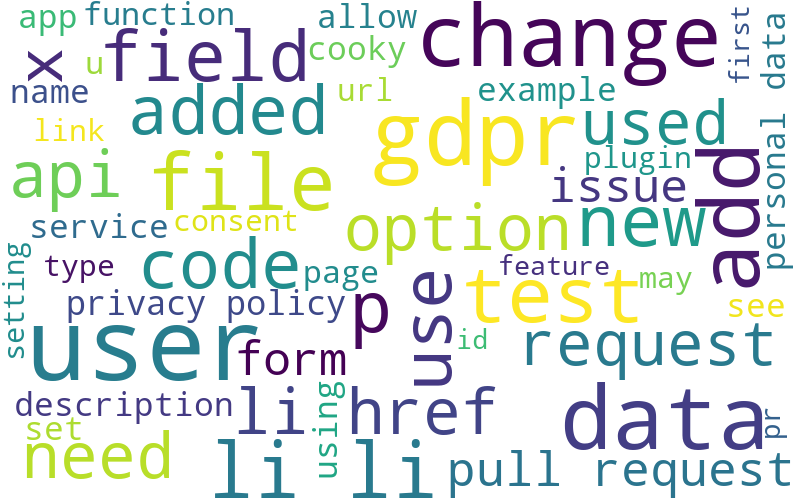 app
function
allow
change
first
data
x
u
field
cooky
name
added
url
example
link
gdpr
used
api
file
plugin
issue
add
personal data
service
consent
option
new
type
code
page
feature
test
may
setting
privacy policy
p
use
id
see
user
form
request
description
li
using
href
data
pr
set
need
li li
pull request